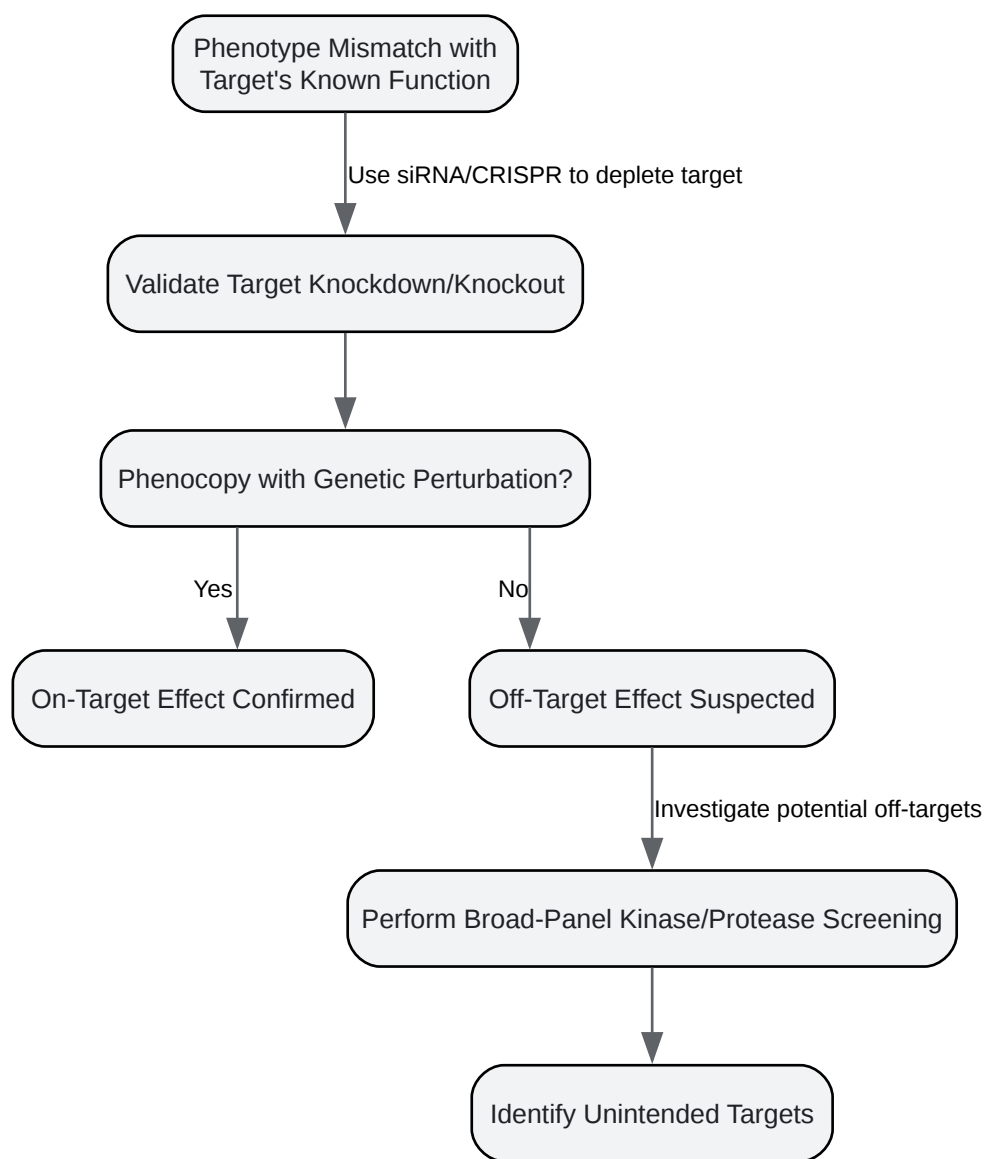 Phenotype Mismatch with
Target's Known Function
Use siRNA/CRISPR to deplete target
Validate Target Knockdown/Knockout
Phenocopy with Genetic Perturbation?
Yes
No
On-Target Effect Confirmed
Off-Target Effect Suspected
Investigate potential off-targets
Perform Broad-Panel Kinase/Protease Screening
Identify Unintended Targets